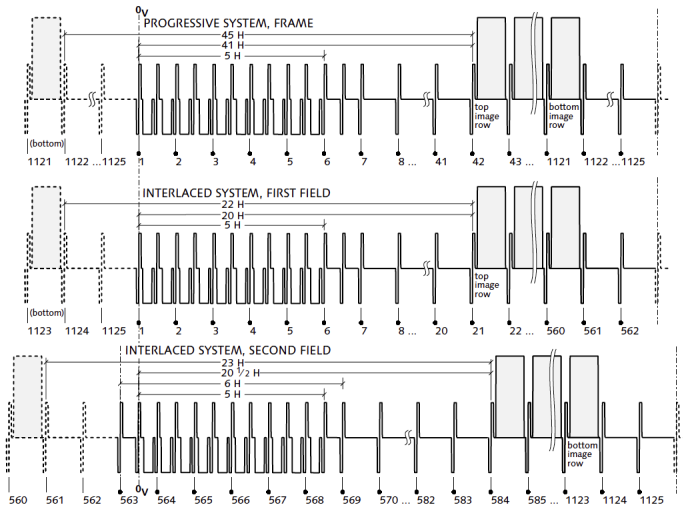 0V
PROGRESSIVE SYSTEM, FRAME
45 H
41 H
5 H
top image row
bottom image row
(bottom)
1121 1122 ... 1125 1 2 3 4 5 6 7 8 ... 41 42 43 ... 1121 1122 ... 1125
INTERLACED SYSTEM, FIRST FIELD
22 H
20 H
5 H
top image row
(bottom)
1123 1124 1125 1 2 3 4 5 6 7 8 ... 20 21 22 ... 560 561 562
INTERLACED SYSTEM, SECOND FIELD
23 H
20 1/2 H
6 H
5 H
bottom image row
560 561 562 563 0V 564 565 566 567 568 569 570 ... 582 583 584 585 ... 1123 1124 1125